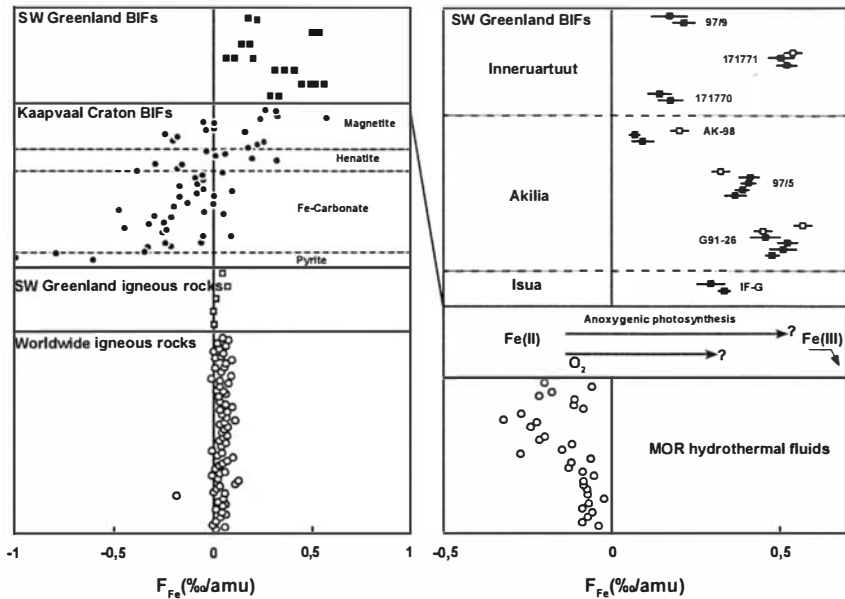 SW Greenland BIFs
Kaapvaal Craton BIFs
Magnetite
Henatite
Fe-Carbonate
Pyrite
SW Greenland igneous rocks
Worldwide igneous rocks
-1
-0,5
0
0,5
1
F Fe (‰/amu)
SW Greenland BIFs
97/9
Inneruartuut
171771
171770
AK-98
Akilia
97/5
G91-26
Isua
IF-G
Anoxygenic photosynthesis
Fe(II)
?
Fe(III)
O2
?
MOR hydrothermal fluids
-0,5
0
0,5
F Fe (‰/amu)